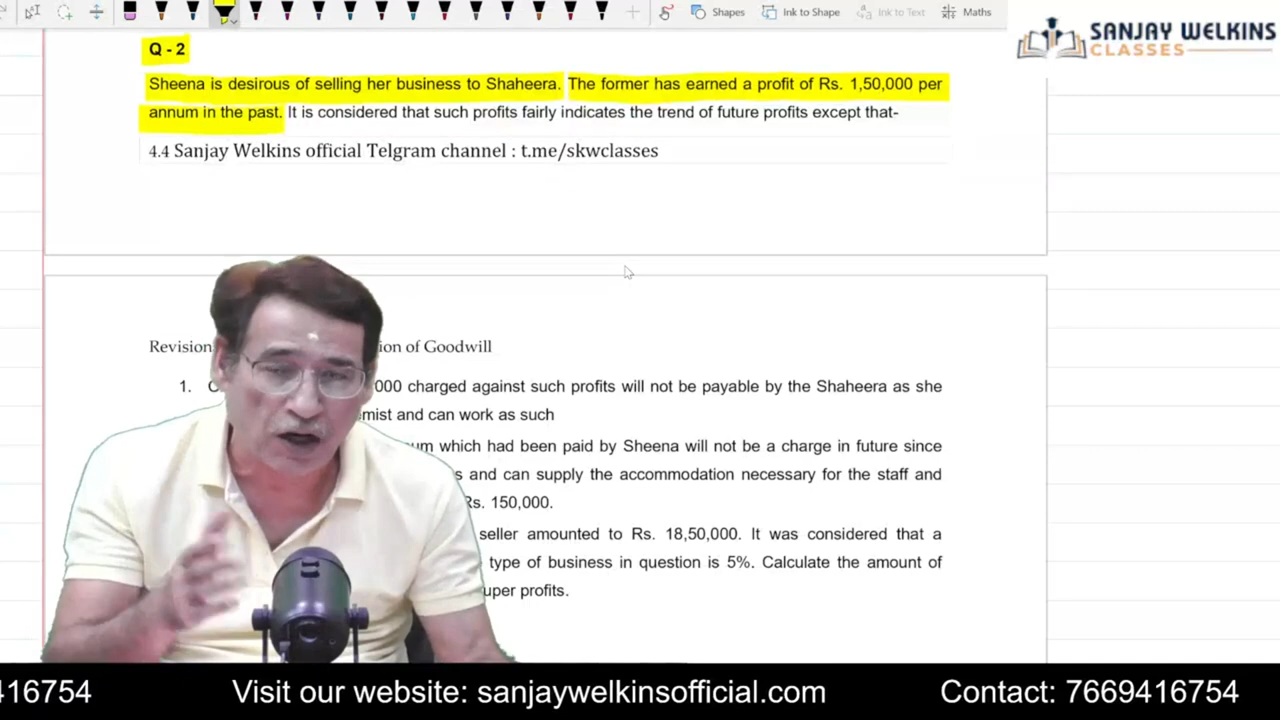 Shapes Ink to Shape Ink to Text Maths
SANJAY WELKINS
CLASSES
Q - 2
Sheena is desirous of selling her business to Shaheera. The former has earned a profit of Rs. 1,50,000 per
annum in the past. It is considered that such profits fairly indicates the trend of future profits except that-
4.4 Sanjay Welkins official Telgram channel : t.me/skwclasses
Revision ion of Goodwill
1. 000 charged against such profits will not be payable by the Shaheera as she
mist and can work as such
um which had been paid by Sheena will not be a charge in future since
s and can supply the accommodation necessary for the staff and
Rs. 150,000.
seller amounted to Rs. 18,50,000. It was considered that a
type of business in question is 5%. Calculate the amount of
uper profits.
416754 Visit our website: sanjaywelkinsofficial.com Contact: 7669416754